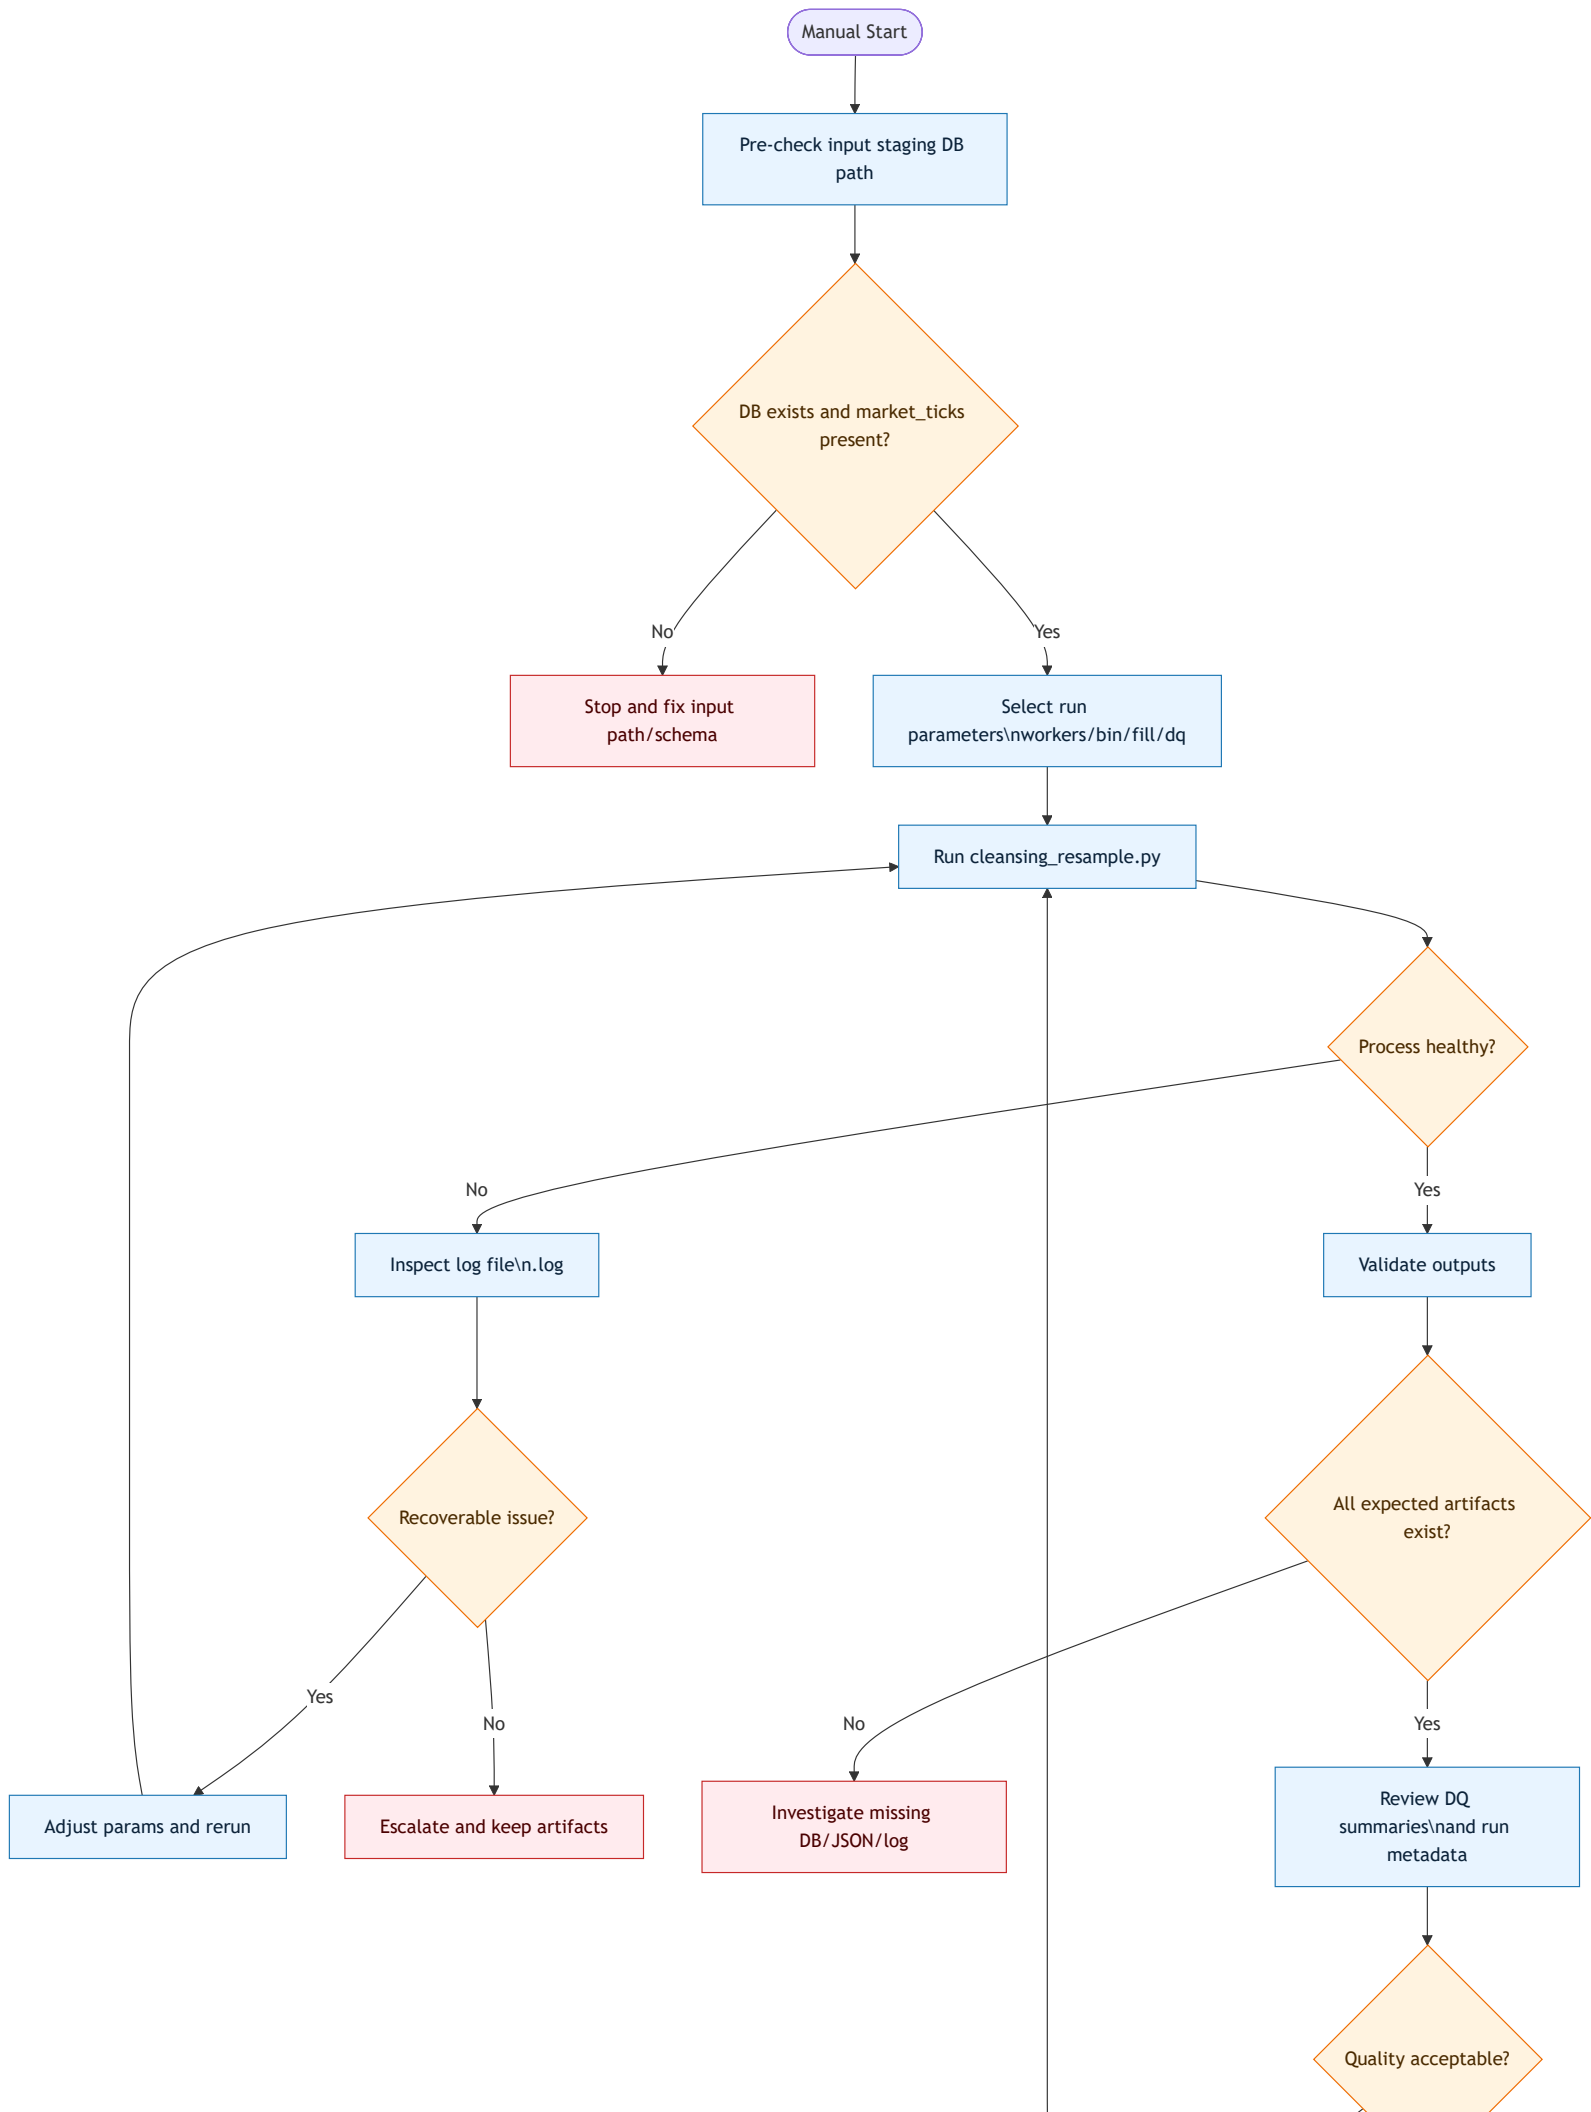 Manual Start
Pre-check input staging DB
path
DB exists and market_ticks
present?
No
Yes
Stop and fix input
path/schema
Select run
parameters\nworkers/bin/fill/dq
Run cleansing_resample.py
Process healthy?
No
Yes
Inspect log file\n.log
Validate outputs
Recoverable issue?
All expected artifacts
exist?
Yes
No
No
Yes
Adjust params and rerun
Escalate and keep artifacts
Investigate missing
DB/JSON/log
Review DQ
summaries\nand run
metadata
Quality acceptable?